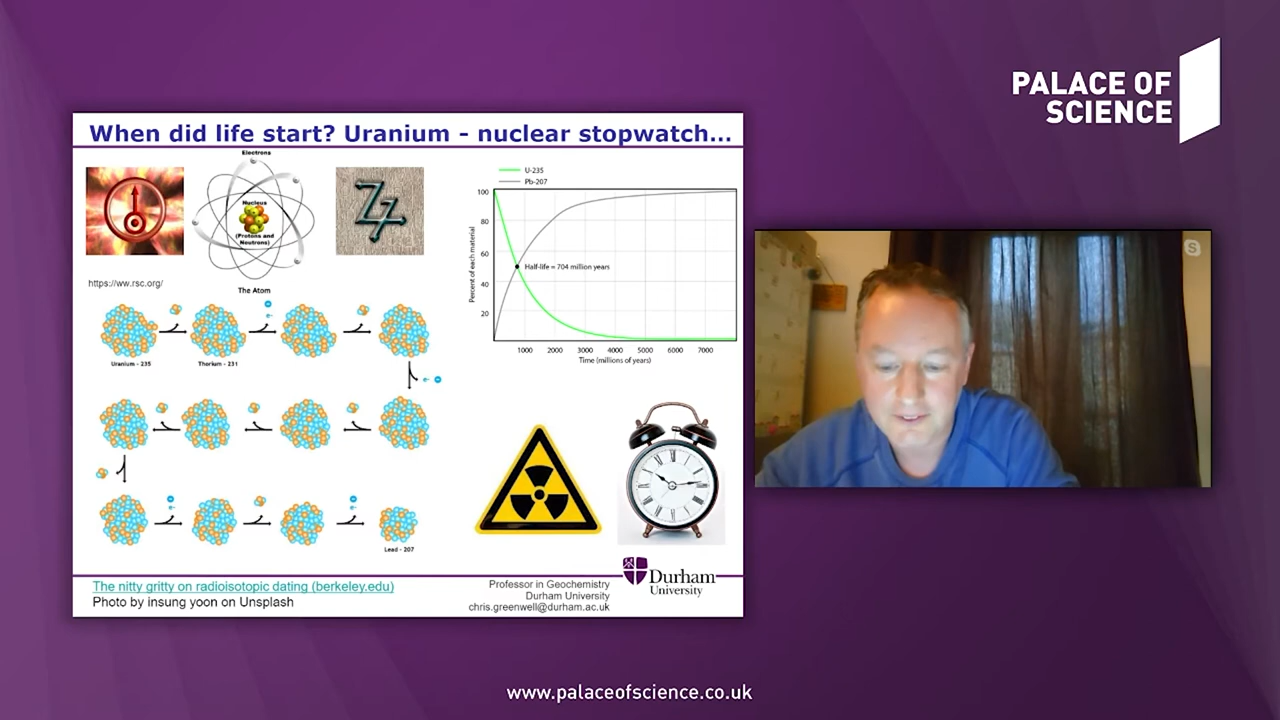 PALACE OF
SCIENCE
When did life start? Uranium - nuclear stopwatch...
Electrons
Nucleus
(Protons and
Neutrons)
The Atom
https://ww.rsc.org/
Uranium - 235
Thorium - 231
Lead - 207
U-235
Pb-207
Percent of each material
100
80
60
40
20
Half-life = 704 million years
1000 2000 3000 4000 5000 6000 7000
Time (millions of years)
The nitty gritty on radioisotopic dating (berkeley.edu)
Photo by insung yoon on Unsplash
Professor in Geochemistry
Durham University
chris.greenwell@durham.ac.uk
Durham
University
www.palaceofscience.co.uk